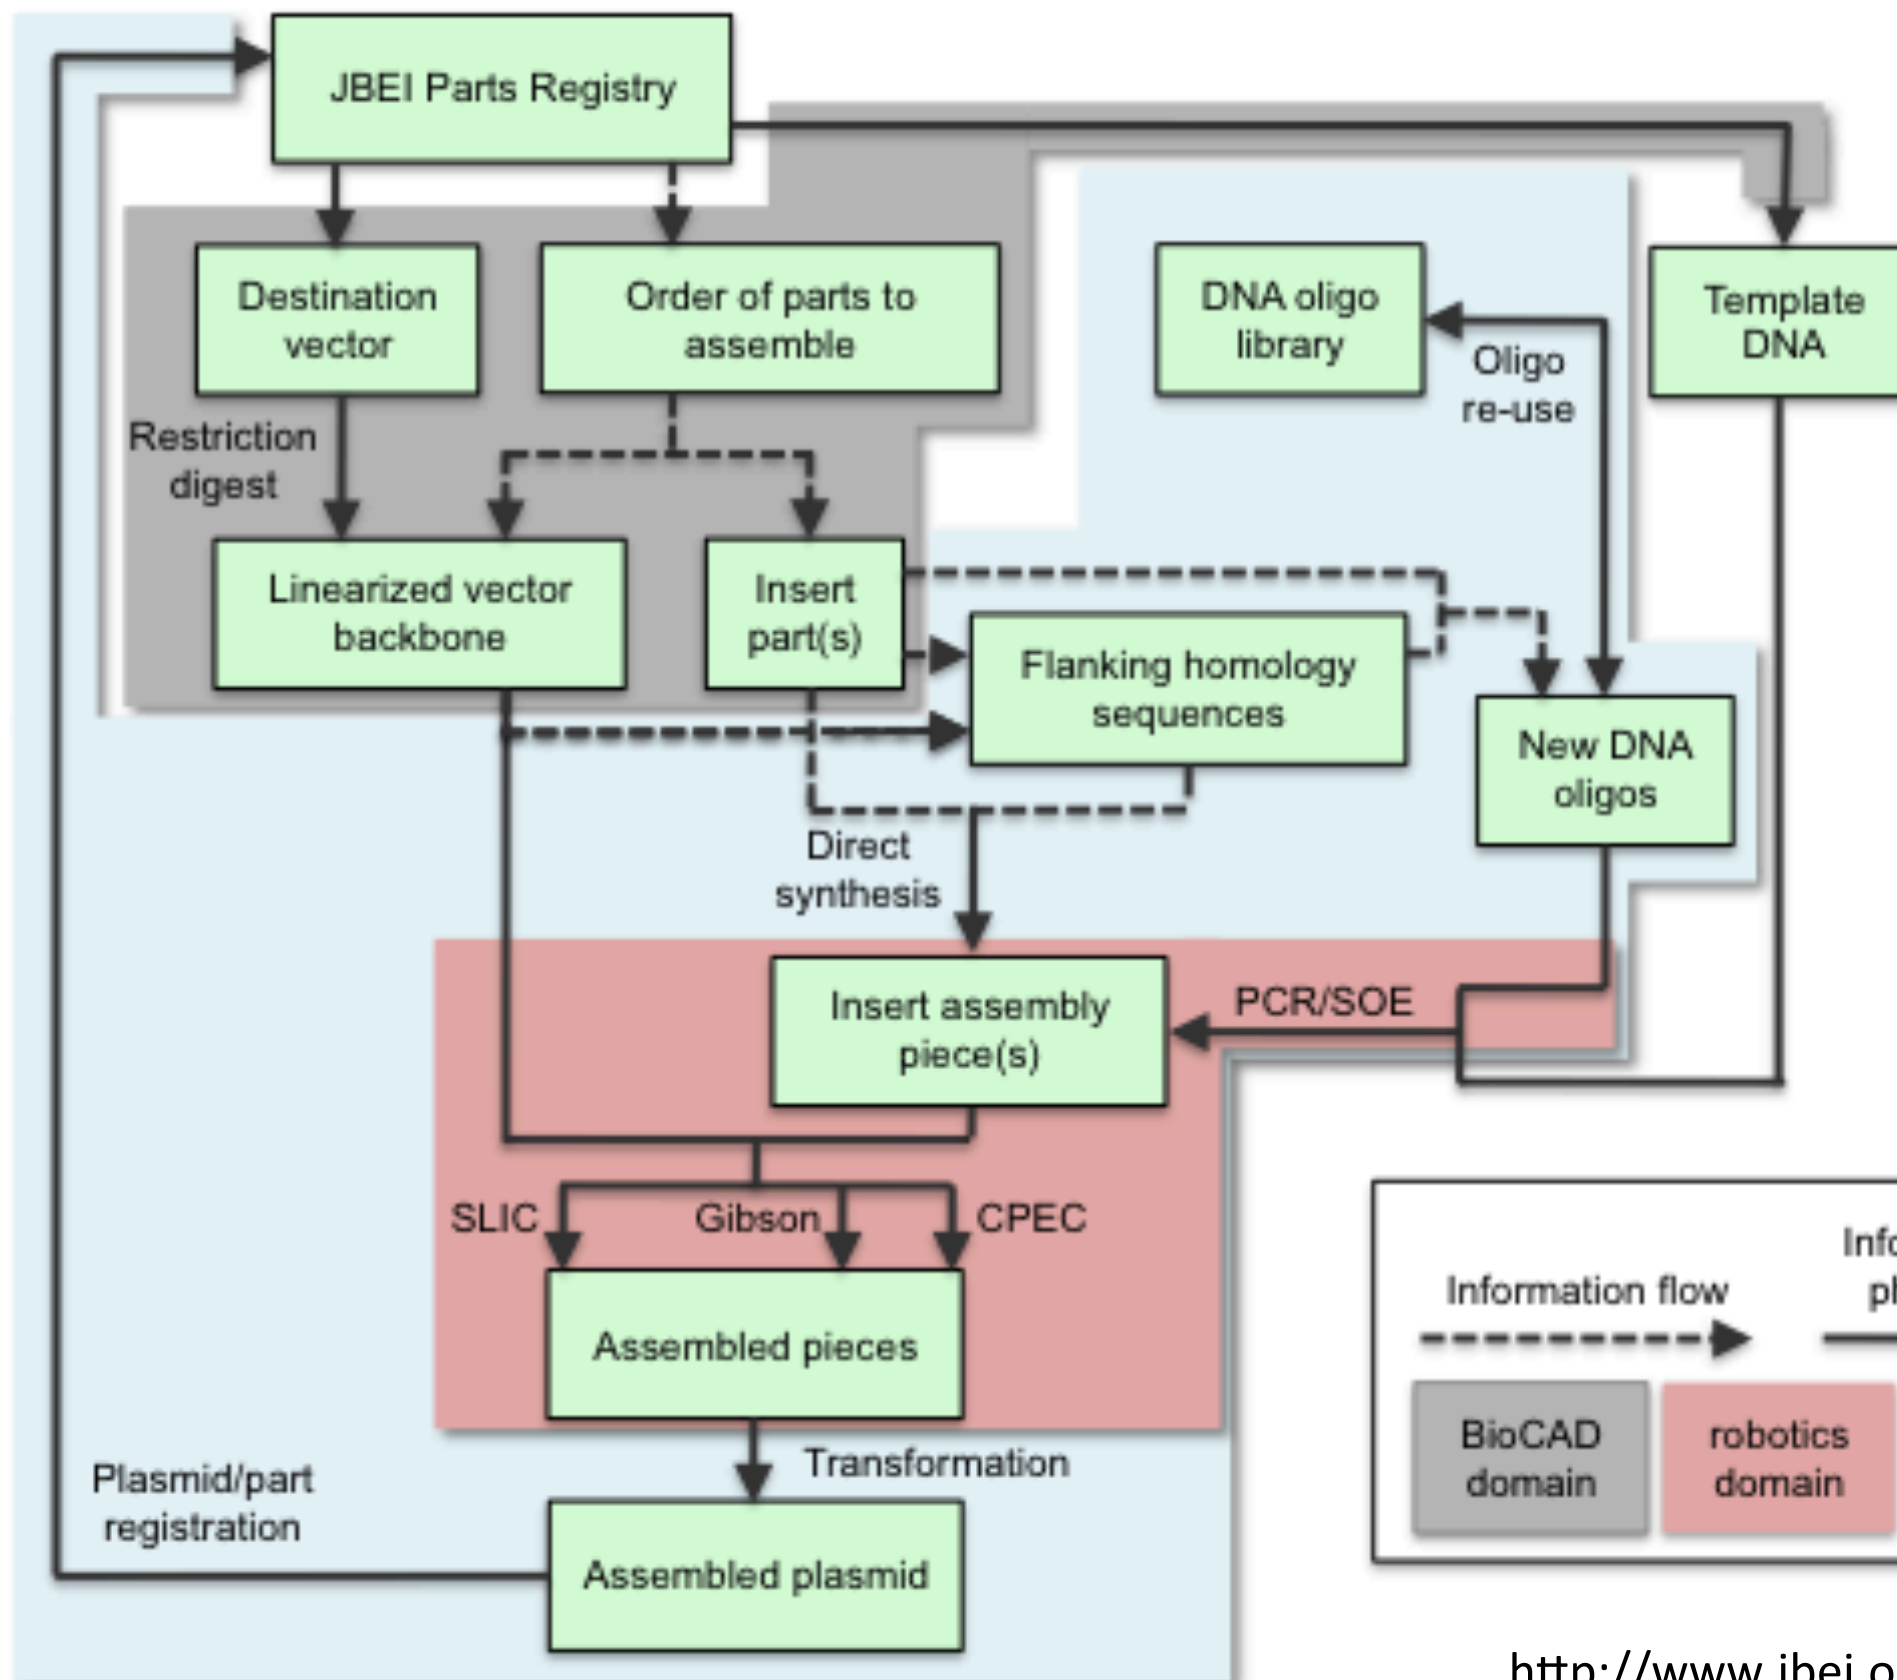 JBEI Parts Registry
Destination
vector
Order of parts to
assemble
DNA oligo
library
Template
DNA
Oligo
re-use
Restriction
digest
Linearized vector
backbone
Insert
part(s)
Flanking homology
sequences
New DNA
oligos
Direct
synthesis
Insert assembly
piece(s)
PCR/SOE
SLIC
Gibson
CPEC
Assembled pieces
Transformation
Plasmid/part
registration
Assembled plasmid
Information flow
BioCAD
domain
robotics
domain